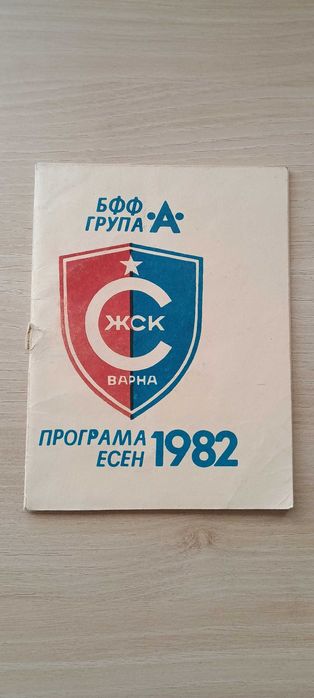 БФФ
ГРУПА ·А·
С
ЖСК
ВАРНА
ПРОГРАМА
ЕСЕН 1982